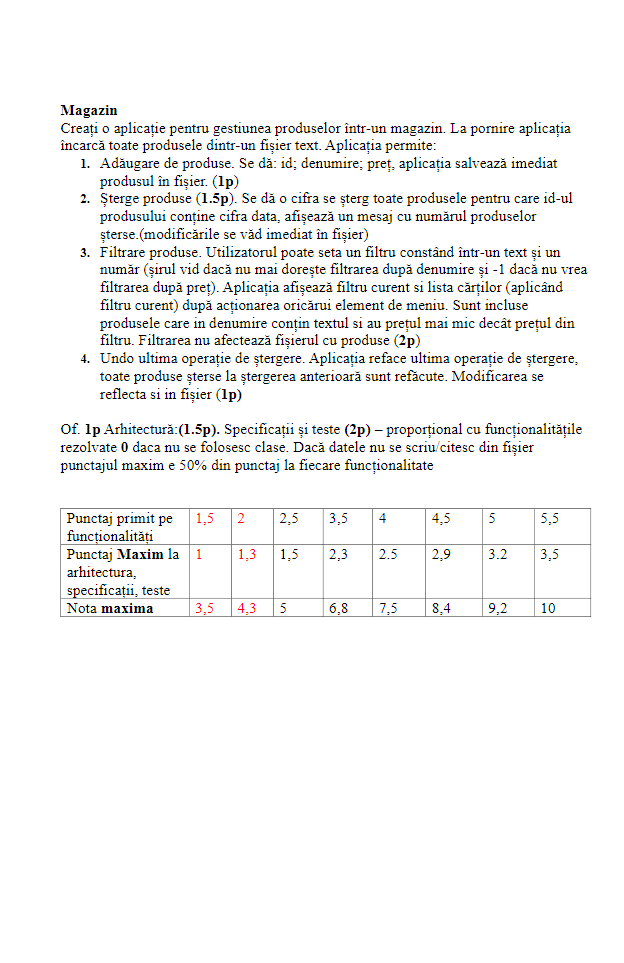 Magazin
Creați o aplicație pentru gestiunea produselor într-un magazin. La pornire aplicația
încarcă toate produsele dintr-un fișier text. Aplicația permite:
1. Adăugare de produse. Se dă: id; denumire; preț, aplicația salvează imediat
produsul în fișier. (1p)
2. Șterge produse (1.5p). Se dă o cifra se șterg toate produsele pentru care id-ul
produsului conține cifra data, afișează un mesaj cu numărul produselor
șterse.(modificările se văd imediat în fișier)
3. Filtrare produse. Utilizatorul poate seta un filtru constând într-un text și un
număr (șirul vid dacă nu mai dorește filtrarea după denumire și -1 dacă nu vrea
filtrarea după preț). Aplicația afișează filtru curent si lista cărților (aplicând
filtru curent) după acționarea oricărui element de meniu. Sunt incluse
produsele care in denumire conțin textul si au prețul mai mic decât prețul din
filtru. Filtrarea nu afectează fișierul cu produse (2p)
4. Undo ultima operație de ștergere. Aplicația reface ultima operație de ștergere,
toate produse șterse la ștergerea anterioară sunt refăcute. Modificarea se
reflecta si in fișier (1p)
Of. 1p Arhitectură:(1.5p). Specificații și teste (2p) – proporțional cu funcționalitățile
rezolvate 0 daca nu se folosesc clase. Dacă datele nu se scriu/citesc din fișier
punctajul maxim e 50% din punctaj la fiecare funcționalitate
Punctaj primit pe funcționalități 1,5 2 2,5 3,5 4 4,5 5 5,5
Punctaj Maxim la arhitectura, specificații, teste 1 1,3 1,5 2,3 2.5 2,9 3.2 3,5
Nota maxima 3,5 4,3 5 6,8 7,5 8,4 9,2 10